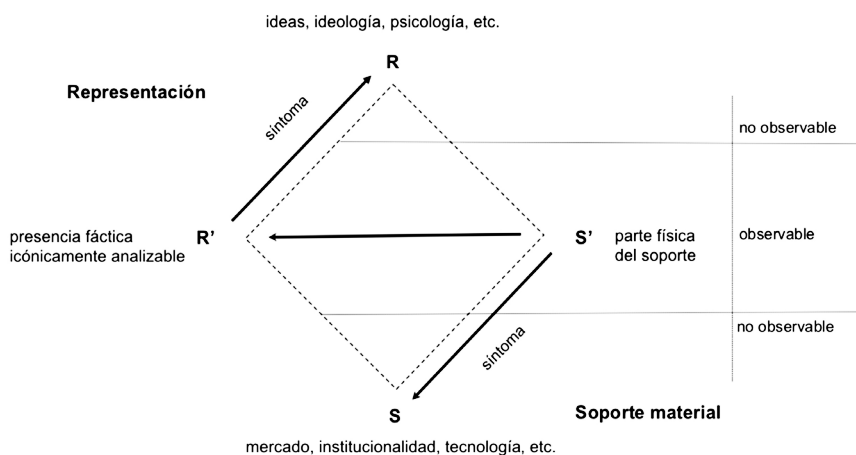 ideas, ideología, psicología, etc.
R
Representación
síntoma
no observable
presencia fáctica
icónicamente analizable
R'
S'
parte física
del soporte
observable
no observable
síntoma
S
Soporte material
mercado, institucionalidad, tecnología, etc.